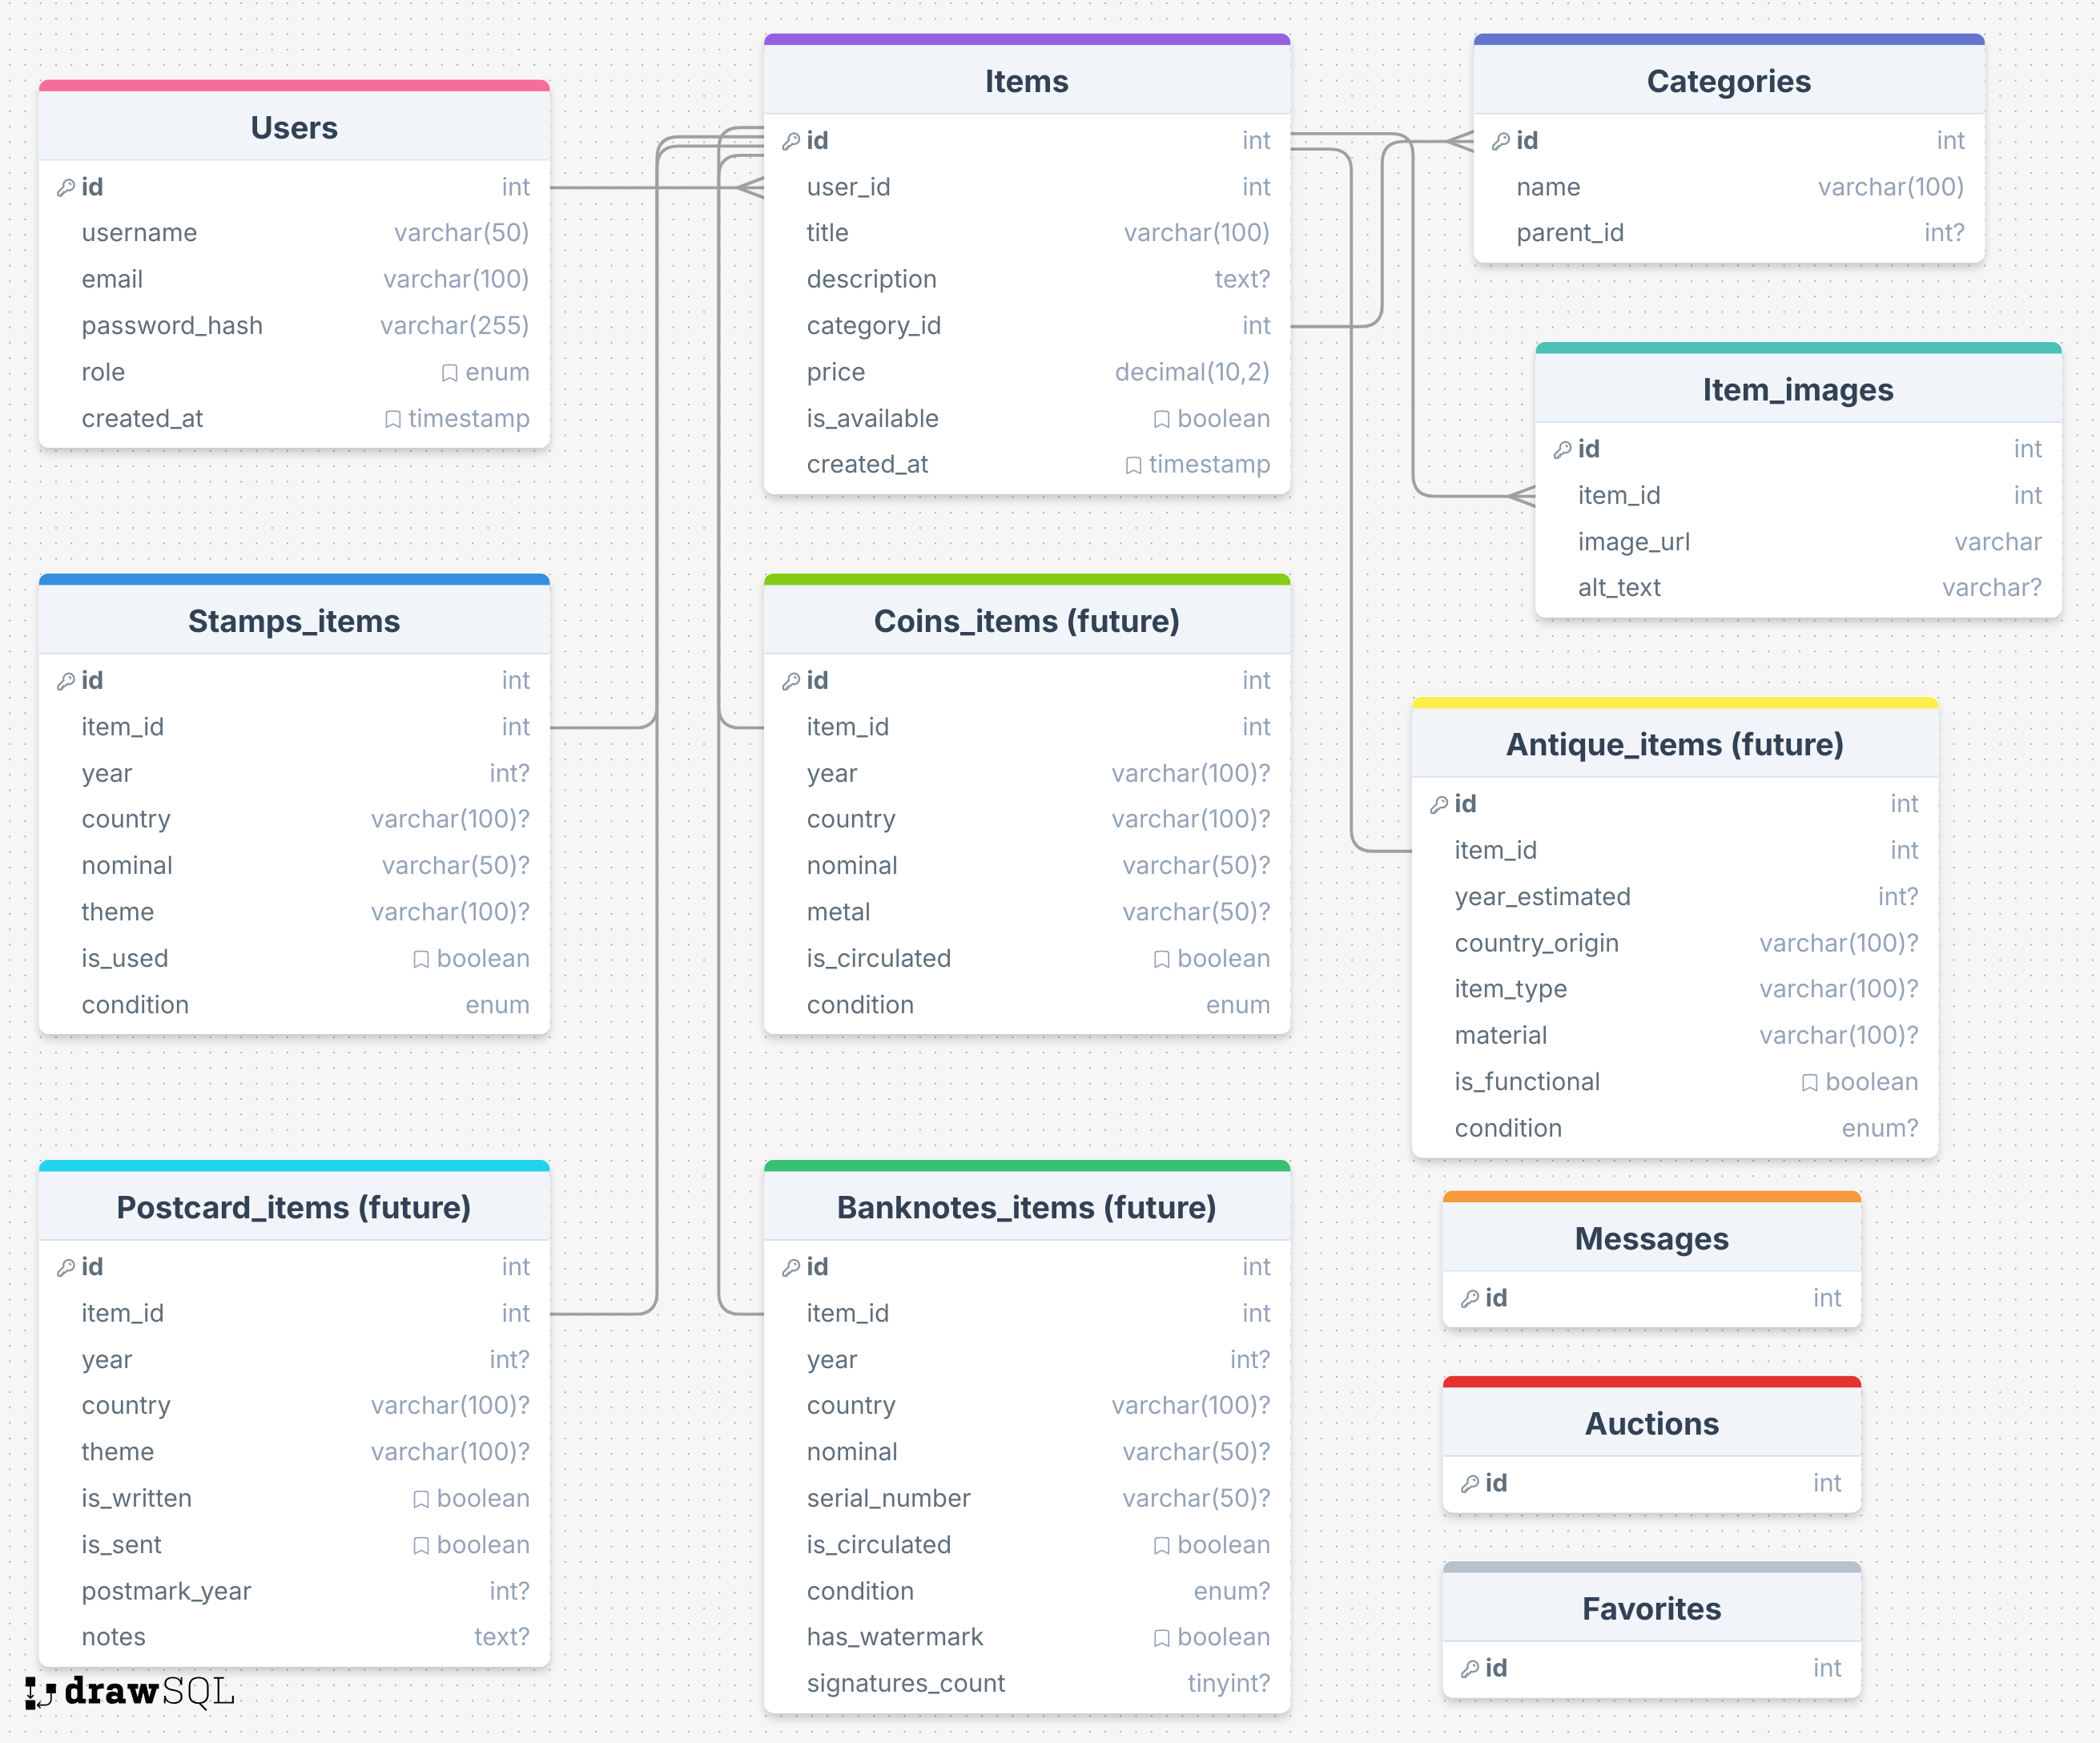 Users
id int
username varchar(50)
email varchar(100)
password_hash varchar(255)
role enum
created_at timestamp
Items
id int
user_id int
title varchar(100)
description text?
category_id int
price decimal(10,2)
is_available boolean
created_at timestamp
Categories
id int
name varchar(100)
parent_id int?
Item_images
id int
item_id int
image_url varchar
alt_text varchar?
Stamps_items
id int
item_id int
year int?
country varchar(100)?
nominal varchar(50)?
theme varchar(100)?
is_used boolean
condition enum
Coins_items (future)
id int
item_id int
year varchar(100)?
country varchar(100)?
nominal varchar(50)?
metal varchar(50)?
is_circulated boolean
condition enum
Antique_items (future)
id int
item_id int
year_estimated int?
country_origin varchar(100)?
item_type varchar(100)?
material varchar(100)?
is_functional boolean
condition enum?
Postcard_items (future)
id int
item_id int
year int?
country varchar(100)?
theme varchar(100)?
is_written boolean
is_sent boolean
postmark_year int?
notes text?
Banknotes_items (future)
id int
item_id int
year int?
country varchar(100)?
nominal varchar(50)?
serial_number varchar(50)?
is_circulated boolean
condition enum?
has_watermark boolean
signatures_count tinyint?
Messages
id int
Auctions
id int
Favorites
id int
drawSQL